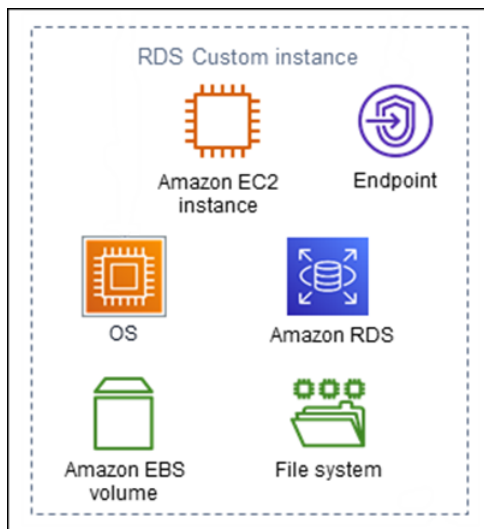 RDS Custom instance
Amazon EC2
instance
Endpoint
OS
Amazon RDS
Amazon EBS
volume
File system